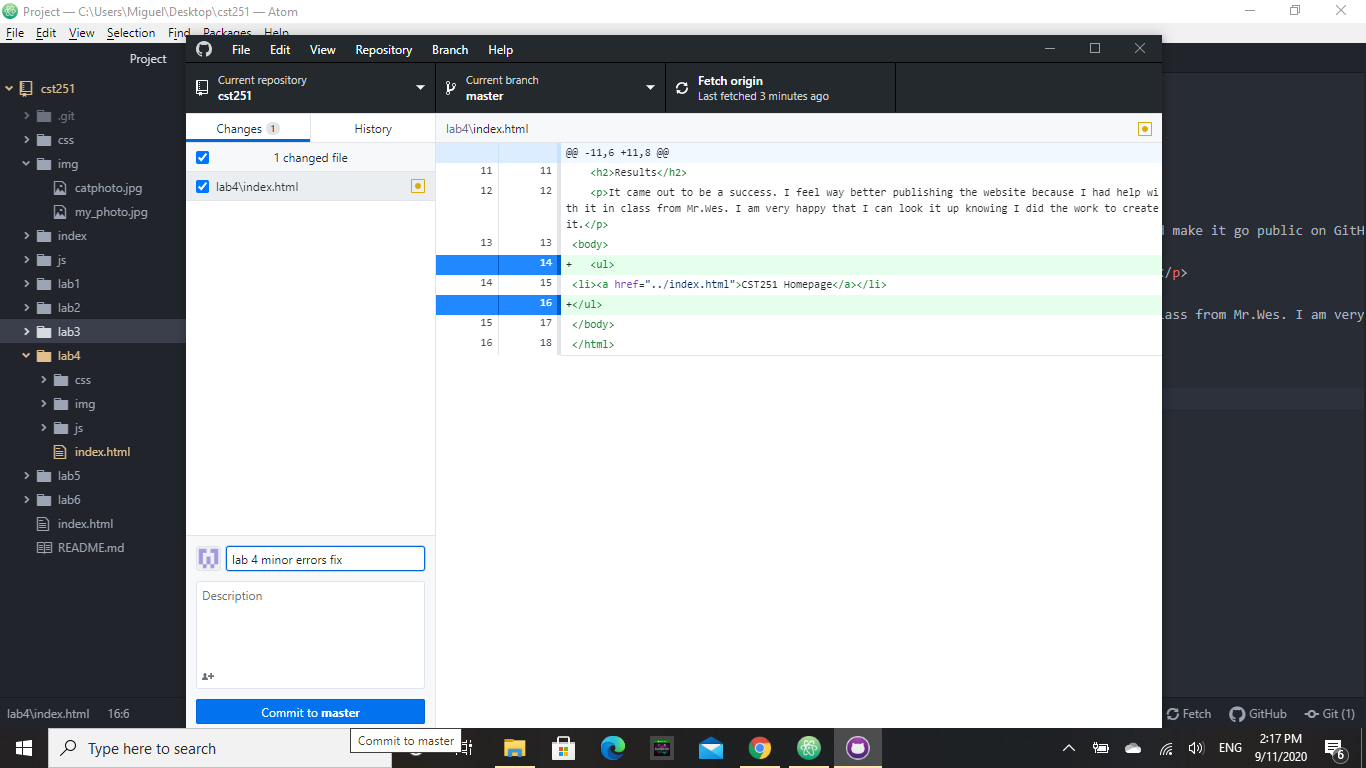 Project — C:\Users\Miguel\Desktop\cst251 — Atom
File Edit View Selection Find Packages Help
Project
cst251
.git
css
img
catphoto.jpg
my_photo.jpg
index
js
lab1
lab2
lab3
lab4
css
img
js
index.html
lab5
lab6
index.html
README.md
lab4\index.html 16:6
File Edit View Repository Branch Help
Current repository
cst251
Current branch
master
Fetch origin
Last fetched 3 minutes ago
Changes 1 History
1 changed file
lab4\index.html
lab 4 minor errors fix
Description
Commit to master
Commit to master
lab4\index.html
@@ -11,6 +11,8 @@
11 11 <h2>Results</h2>
12 12 <p>It came out to be a success. I feel way better publishing the website because I had help wi
th it in class from Mr.Wes. I am very happy that I can look it up knowing I did the work to create
it.</p>
13 13 <body>
14 + <ul>
14 15 <li><a href="../index.html">CST251 Homepage</a></li>
16 +</ul>
15 17 </body>
16 18 </html>
make it go public on GitH
/p>
ass from Mr.Wes. I am very
Fetch GitHub Git (1)
Type here to search
ENG
2:17 PM
9/11/2020
6